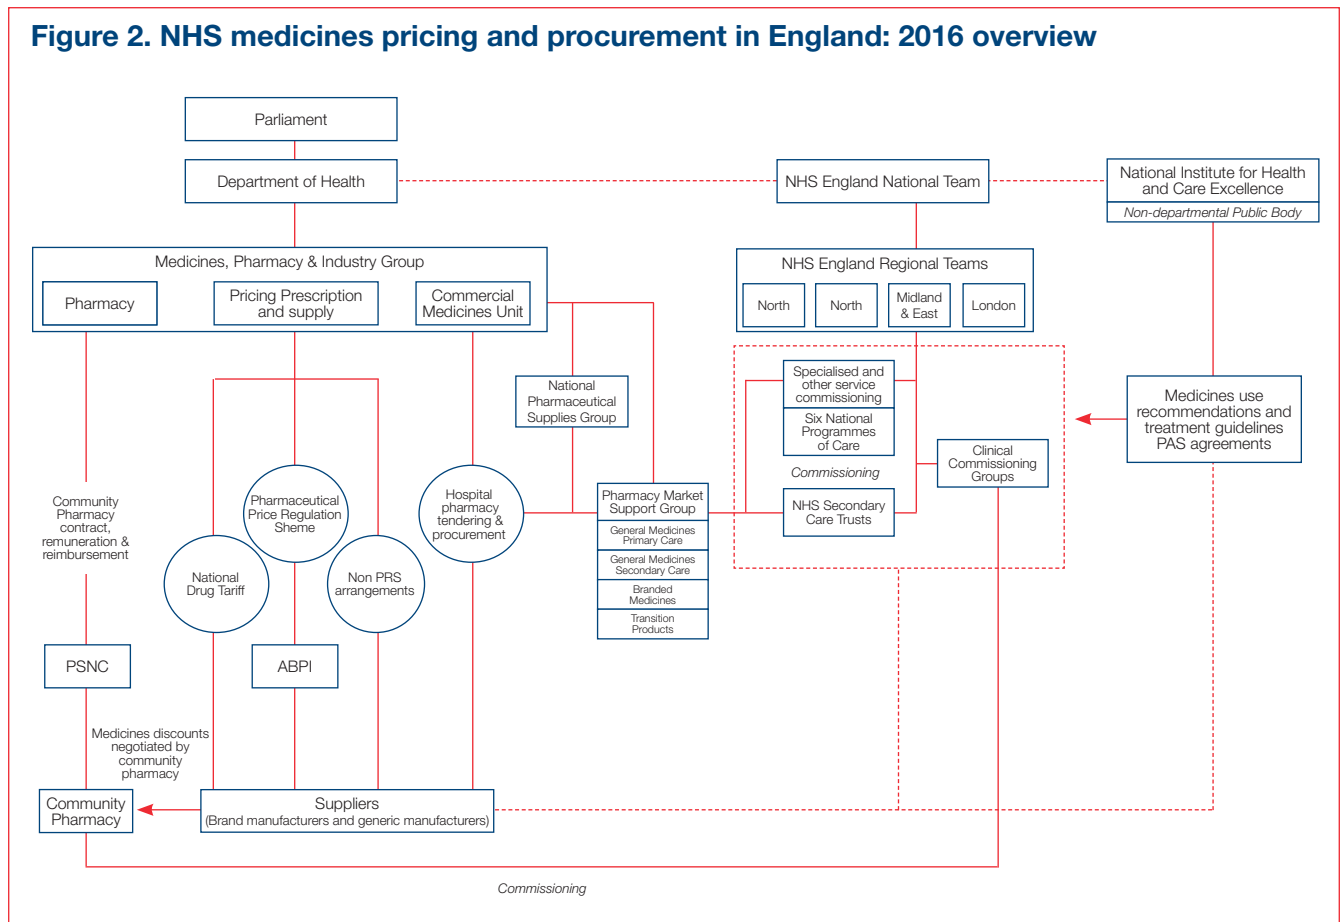 Figure 2. NHS medicines pricing and procurement in England: 2016 overview
Parliament
Department of Health
NHS England National Team
National Institute for Health
and Care Excellence
Non-departmental Public Body
Medicines, Pharmacy & Industry Group
Pharmacy
Pricing Prescription
and supply
Commercial
Medicines Unit
NHS England Regional Teams
North
North
Midland
& East
London
National
Pharmaceutical
Supplies Group
Specialised and
other service
commissioning
Six National
Programmes
of Care
Commissioning
NHS Secondary
Care Trusts
Clinical
Commissioning
Groups
Medicines use
recommendations and
treatment guidelines
PAS agreements
Community
Pharmacy
contract,
remuneration &
reimbursement
Pharmaceutical
Price Regulation
Sheme
Hospital
pharmacy
tendering &
procurement
National
Drug Tariff
Non PRS
arrangements
Pharmacy Market
Support Group
General Medicines
Primary Care
General Medicines
Secondary Care
Branded
Medicines
Transition
Products
PSNC
ABPI
Medicines discounts
negotiated by
community
pharmacy
Community
Pharmacy
Suppliers
(Brand manufacturers and generic manufacturers)
Commissioning